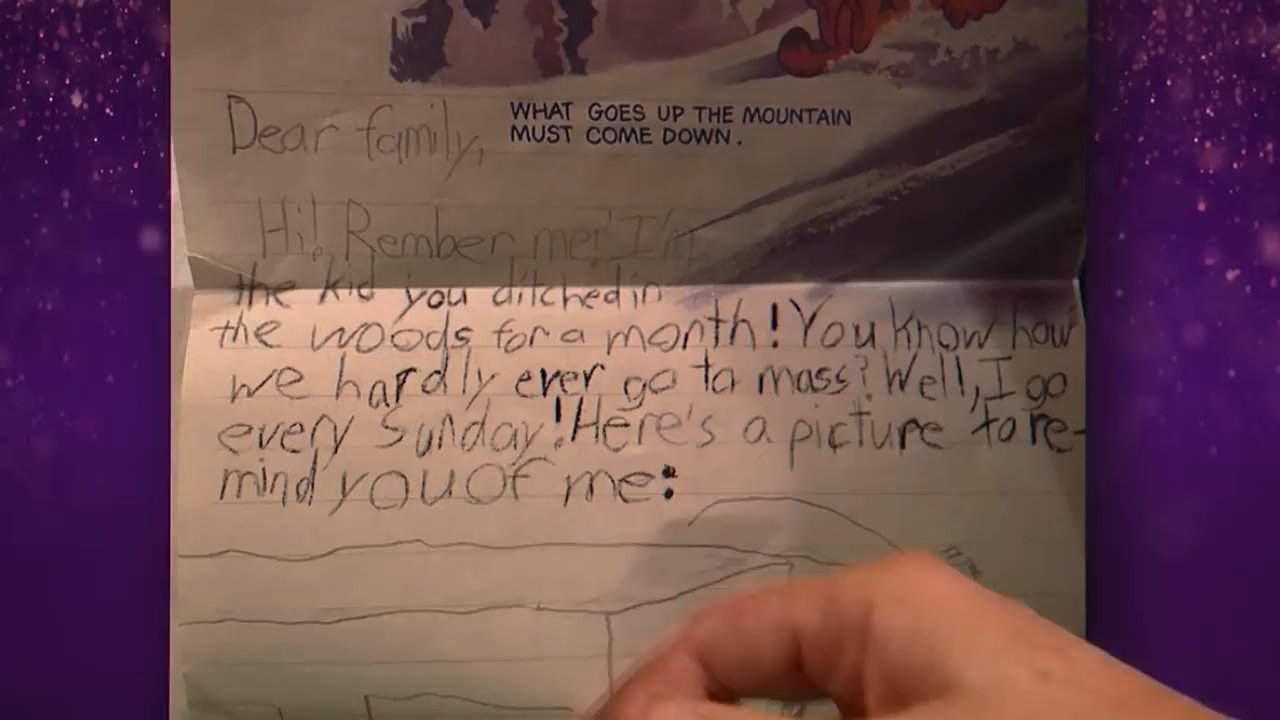 WHAT GOES UP THE MOUNTAIN
MUST COME DOWN.
Dear family,
Hi! Rember me? I'm
the kid you ditched in
the woods for a month! You know how
we hardly ever go to mass? Well, I go
every Sunday! Here's a picture to re-
mind you of me: